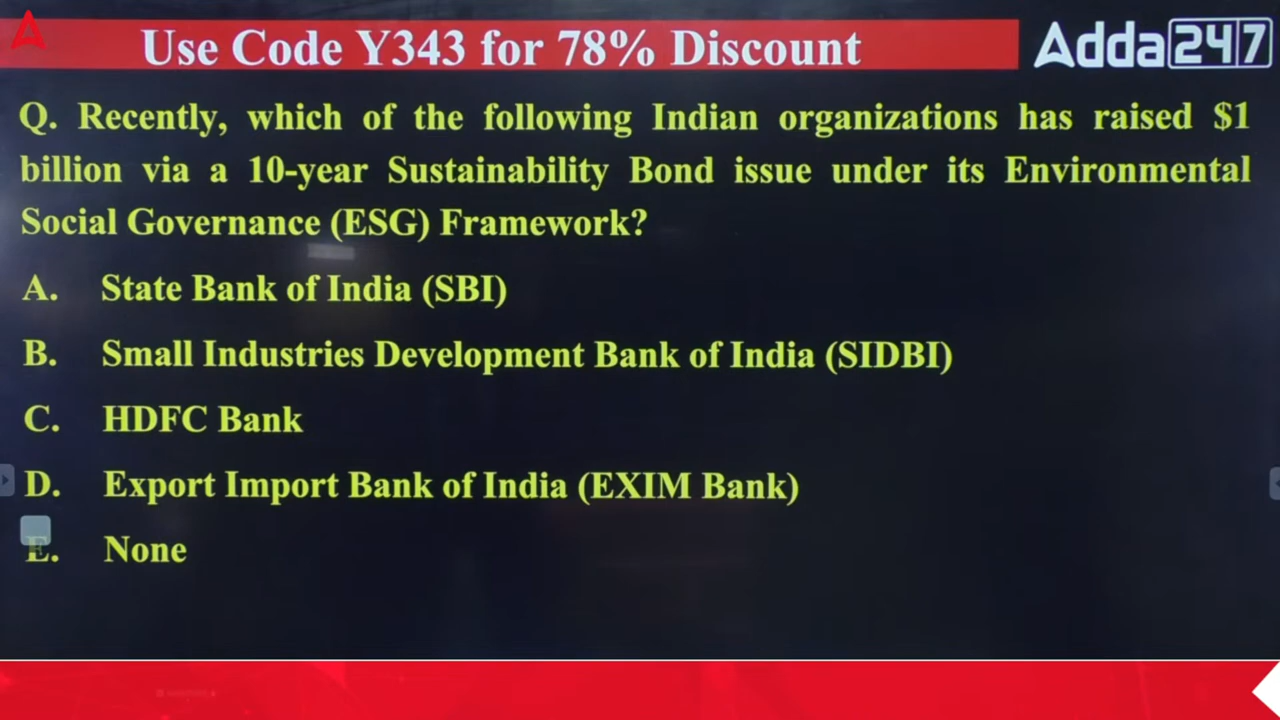 Use Code Y343 for 78% Discount
Adda247
Q. Recently, which of the following Indian organizations has raised $1
billion via a 10-year Sustainability Bond issue under its Environmental
Social Governance (ESG) Framework?
A. State Bank of India (SBI)
B. Small Industries Development Bank of India (SIDBI)
C. HDFC Bank
D. Export Import Bank of India (EXIM Bank)
E. None